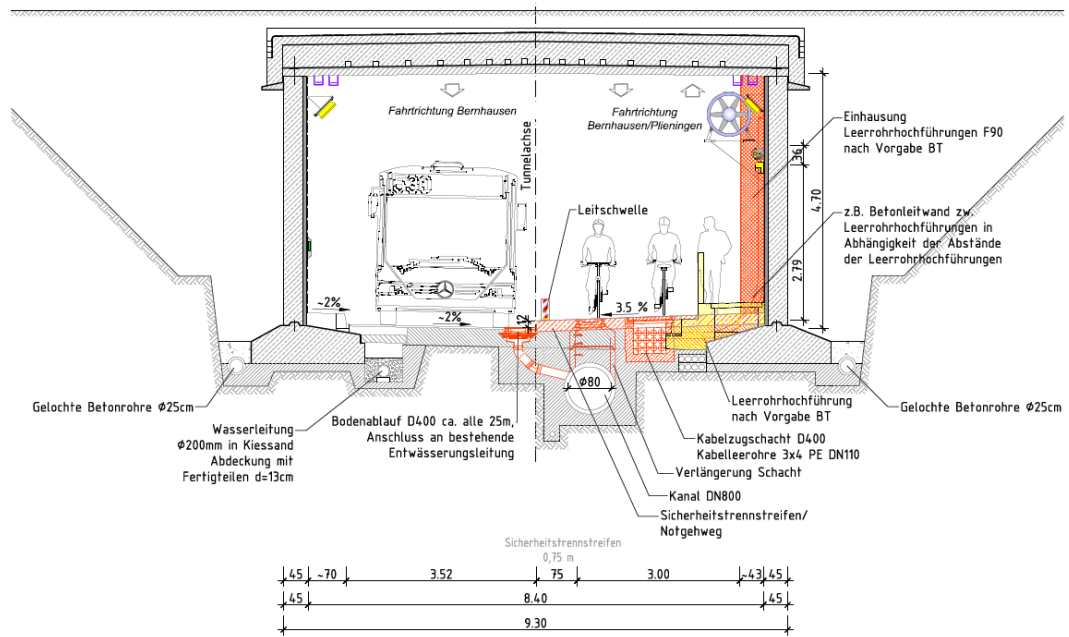 Fahrtrichtung Bernhausen
Fahrtrichtung
Bernhausen/Plieningen
Tunnelachse
Einhausung
Leerrohrhochführungen F90
nach Vorgabe BT
36
4.70
Leitschwelle
z.B. Betonleitwand zw.
Leerrohrhochführungen in
Abhängigkeit der Abstände
der Leerrohrhochführungen
2.79
~2%
~2%
12
3.5 %
Ø80
Gelochte Betonrohre Ø25cm
Wasserleitung
Ø200mm in Kiessand
Abdeckung mit
Fertigteilen d=13cm
Bodenablauf D400 ca. alle 25m,
Anschluss an bestehende
Entwässerungsleitung
Leerrohrhochführung
nach Vorgabe BT
Gelochte Betonrohre Ø25cm
Kabelzugschacht D400
Kabelleerohre 3x4 PE DN110
Verlängerung Schacht
Kanal DN800
Sicherheitstrennstreifen/
Notgehweg
Sicherheitstrennstreifen
0,75 m
45 ~70 3.52 75 3.00 ~43 45
45 8.40 45
9.30